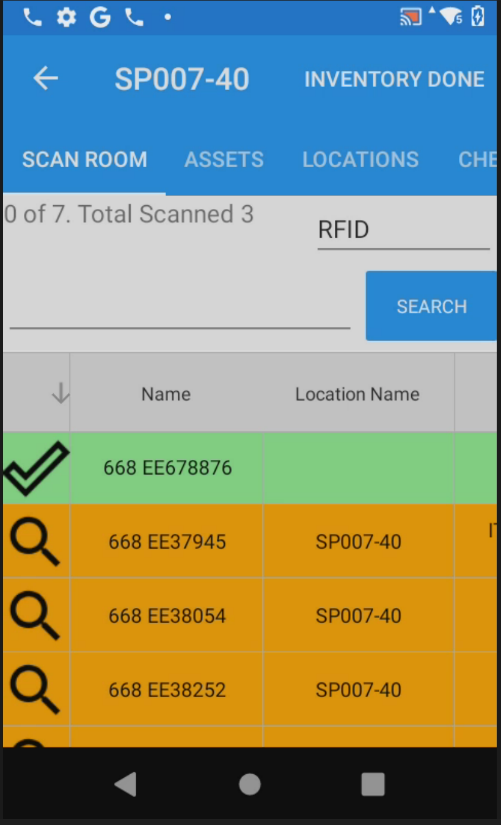 SP007-40 INVENTORY DONE
SCAN ROOM ASSETS LOCATIONS CHE
0 of 7. Total Scanned 3
RFID
SEARCH
Name Location Name
668 EE678876
668 EE37945 SP007-40 IT
668 EE38054 SP007-40
668 EE38252 SP007-40